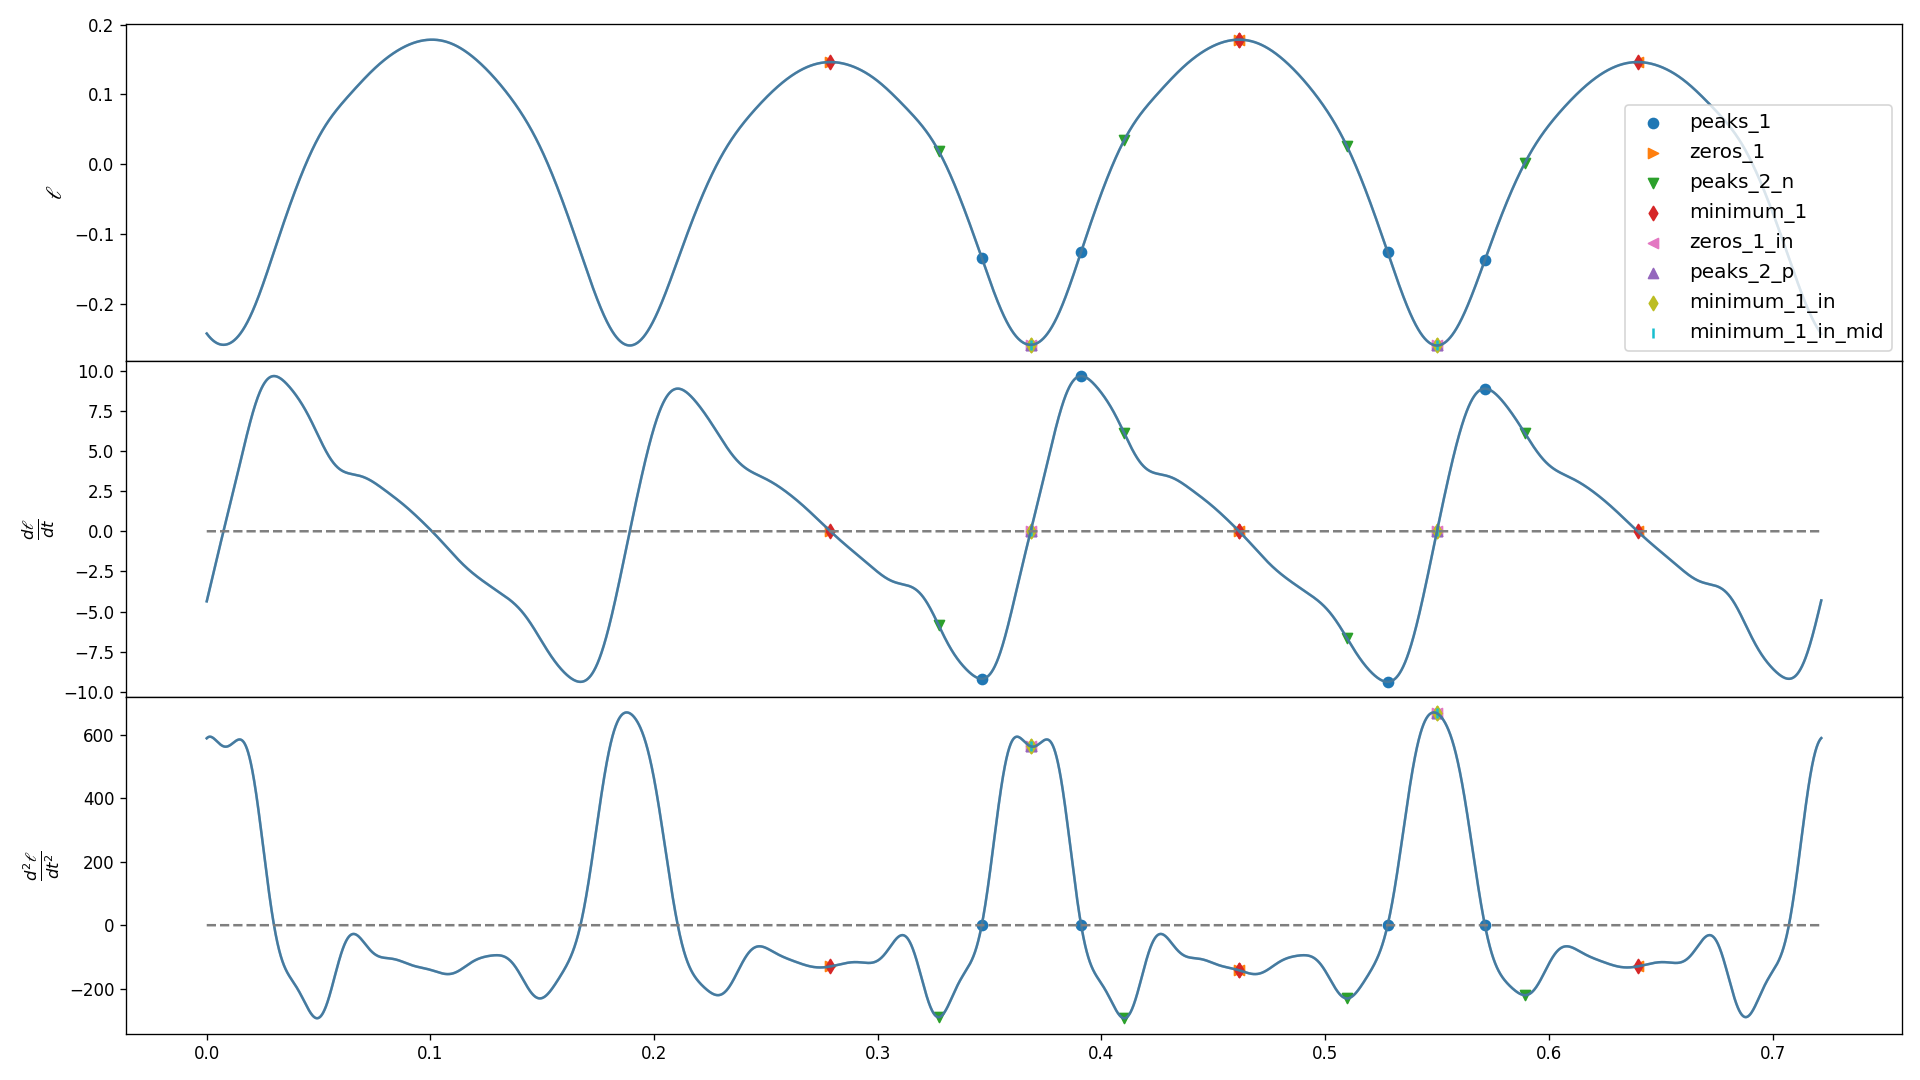 0.2
0.1
0.0
−0.1
−0.2
ℓ
peaks_1
zeros_1
peaks_2_n
minimum_1
zeros_1_in
peaks_2_p
minimum_1_in
minimum_1_in_mid
10.0
7.5
5.0
2.5
0.0
−2.5
−5.0
−7.5
−10.0
dℓ/dt
600
400
200
0
−200
d²ℓ/dt²
0.0 0.1 0.2 0.3 0.4 0.5 0.6 0.7